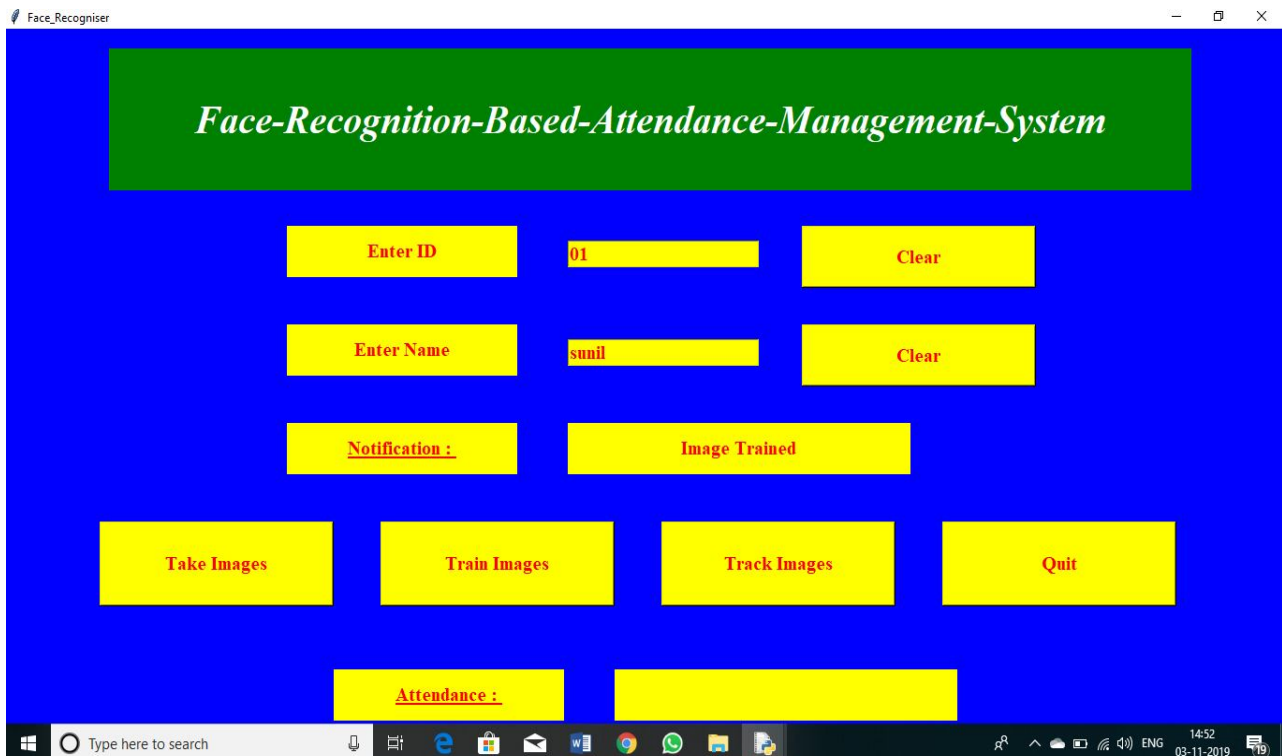 Face_Recogniser
Face-Recognition-Based-Attendance-Management-System
Enter ID
01
Clear
Enter Name
sunil
Clear
Notification :
Image Trained
Take Images
Train Images
Track Images
Quit
Attendance :
Type here to search
ENG
14:52
03-11-2019
19